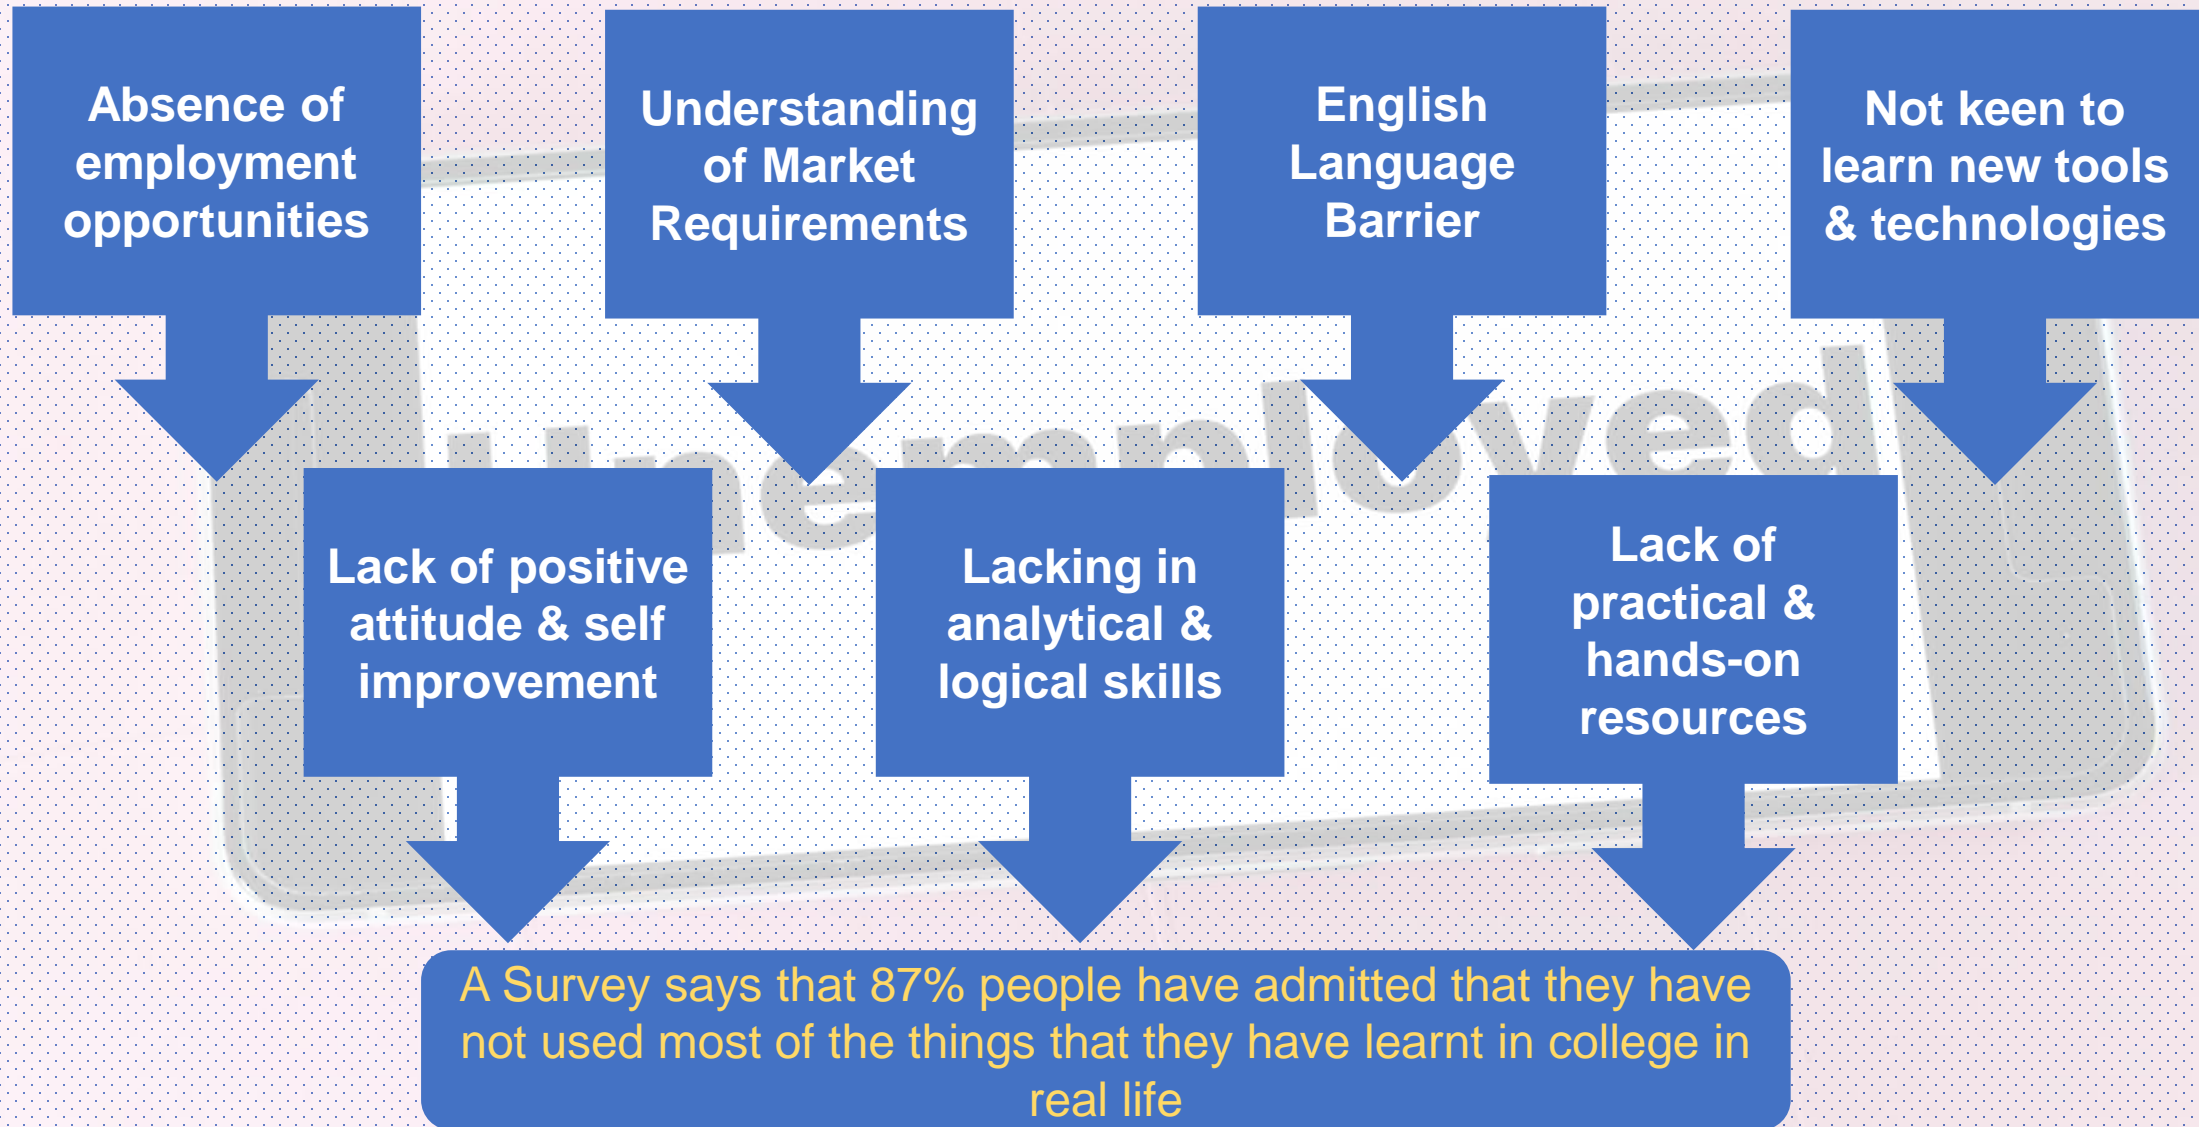 Absence of
employment
opportunities
Understanding
of Market
Requirements
English
Language
Barrier
Not keen to
learn new tools
& technologies
Unemployed
Lack of positive
attitude & self
improvement
Lacking in
analytical &
logical skills
Lack of
practical &
hands-on
resources
A Survey says that 87% people have admitted that they have
not used most of the things that they have learnt in college in
real life